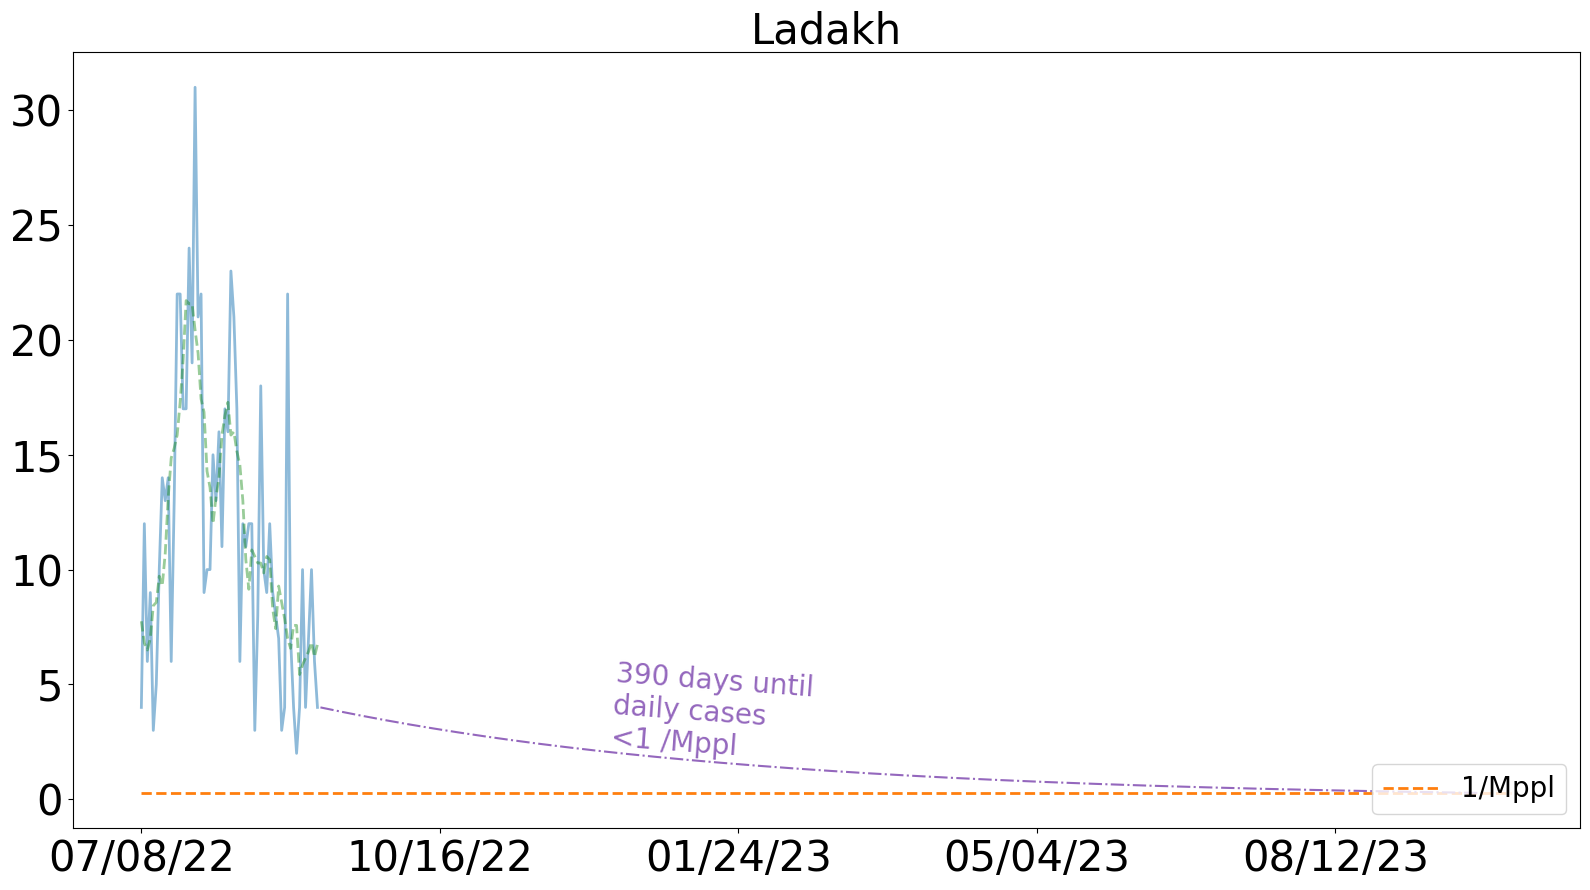 Ladakh
30
25
20
15
10
5
0
390 days until
daily cases
<1 /Mppl
1/Mppl
07/08/22
10/16/22
01/24/23
05/04/23
08/12/23